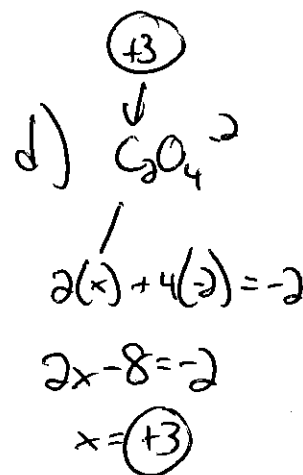 +3
d) C₂O₄⁻²
2(x) + 4(-2) = -2
2x - 8 = -2
x = +3